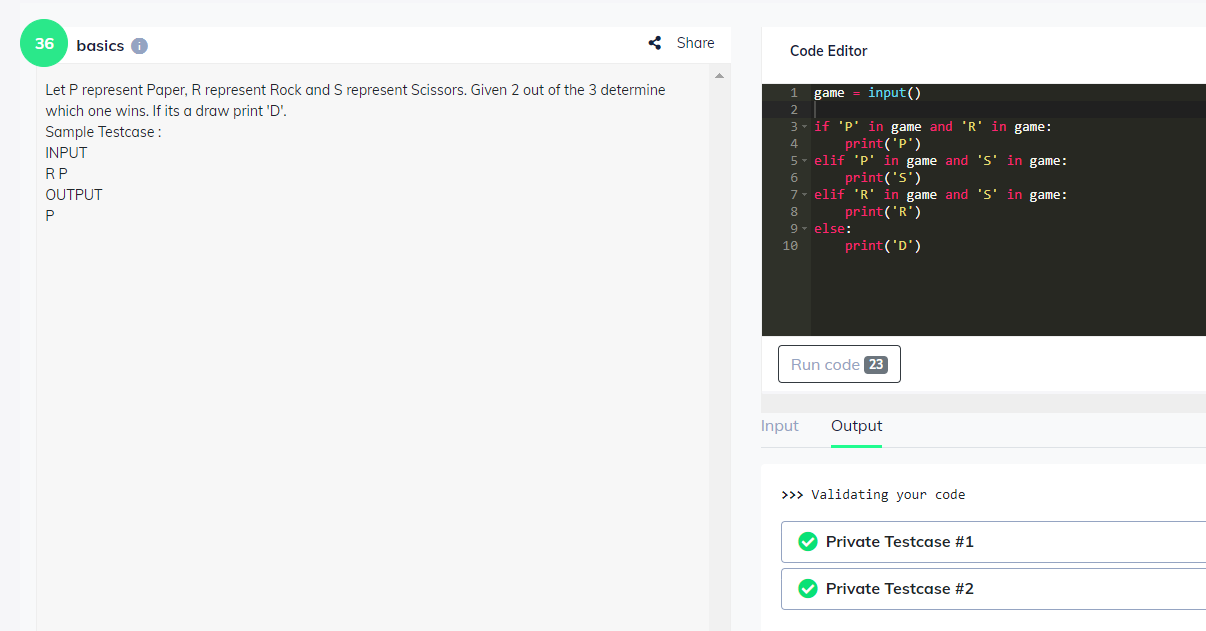 36 basics i Share
Let P represent Paper, R represent Rock and S represent Scissors. Given 2 out of the 3 determine
which one wins. If its a draw print 'D'.
Sample Testcase :
INPUT
R P
OUTPUT
P
Code Editor
1 game = input()
2
3 if 'P' in game and 'R' in game:
4     print('P')
5 elif 'P' in game and 'S' in game:
6     print('S')
7 elif 'R' in game and 'S' in game:
8     print('R')
9 else:
10     print('D')
Run code 23
Input Output
>>> Validating your code
Private Testcase #1
Private Testcase #2